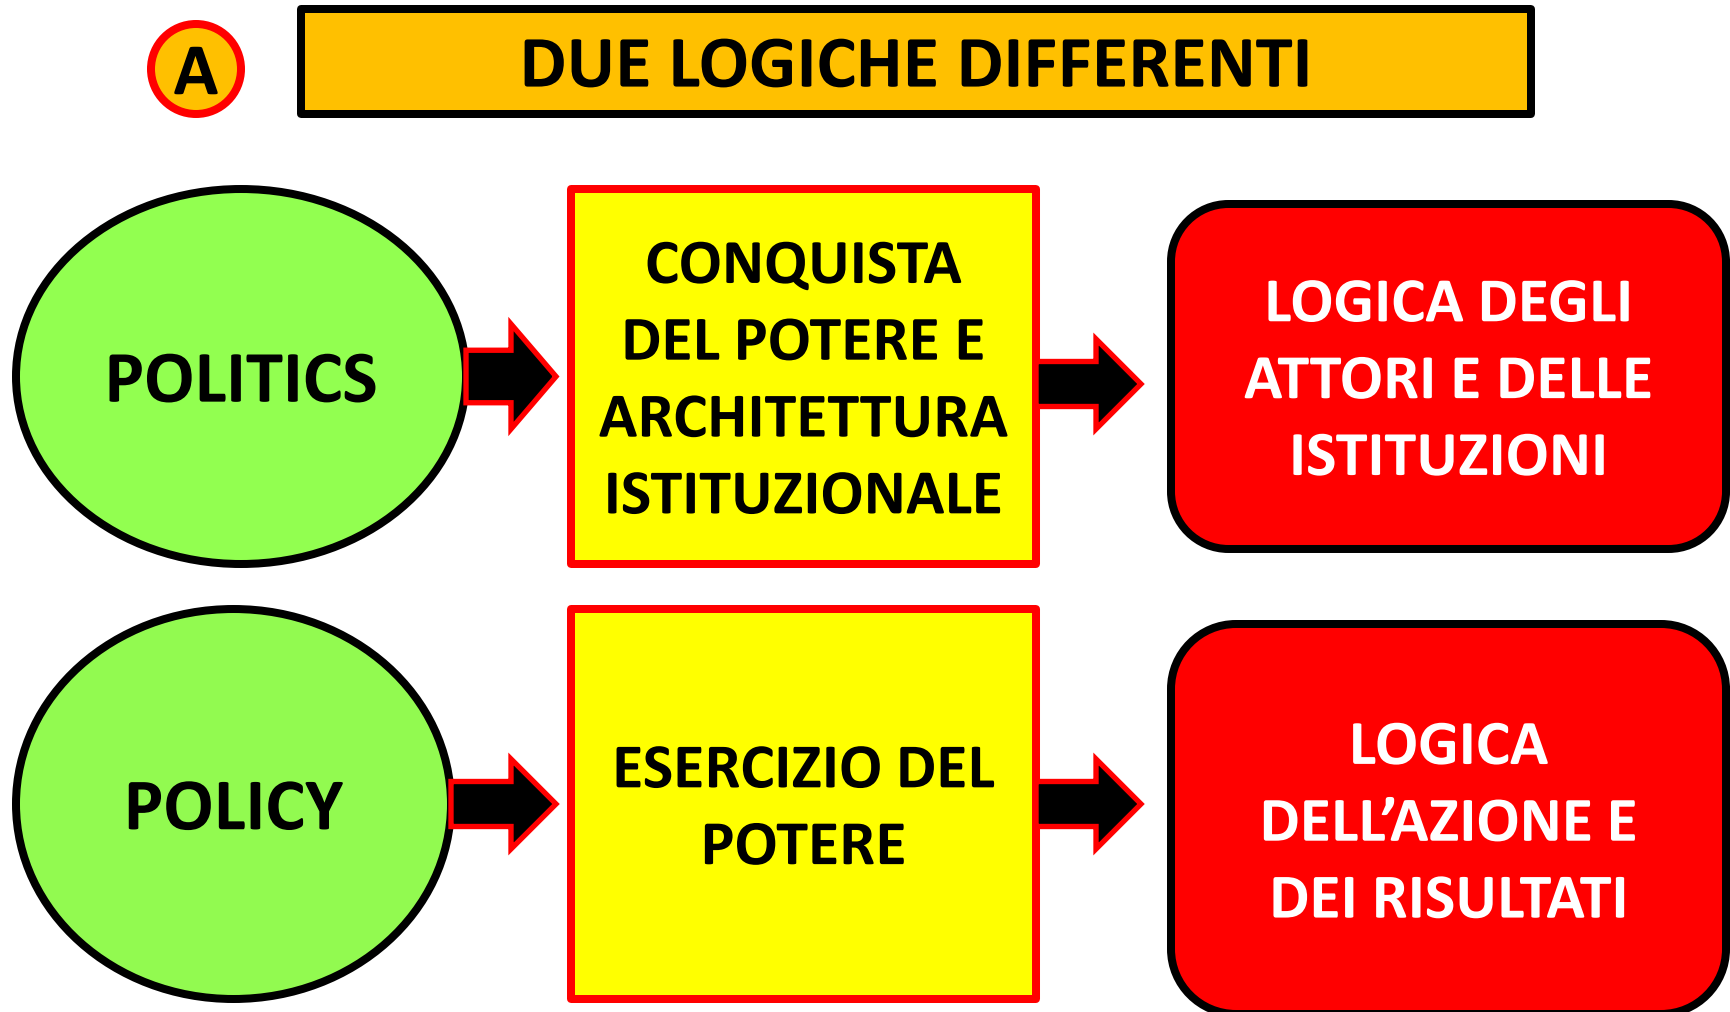 A
DUE LOGICHE DIFFERENTI
POLITICS
CONQUISTA
DEL POTERE E
ARCHITETTURA
ISTITUZIONALE
LOGICA DEGLI
ATTORI E DELLE
ISTITUZIONI
POLICY
ESERCIZIO DEL
POTERE
LOGICA
DELL’AZIONE E
DEI RISULTATI